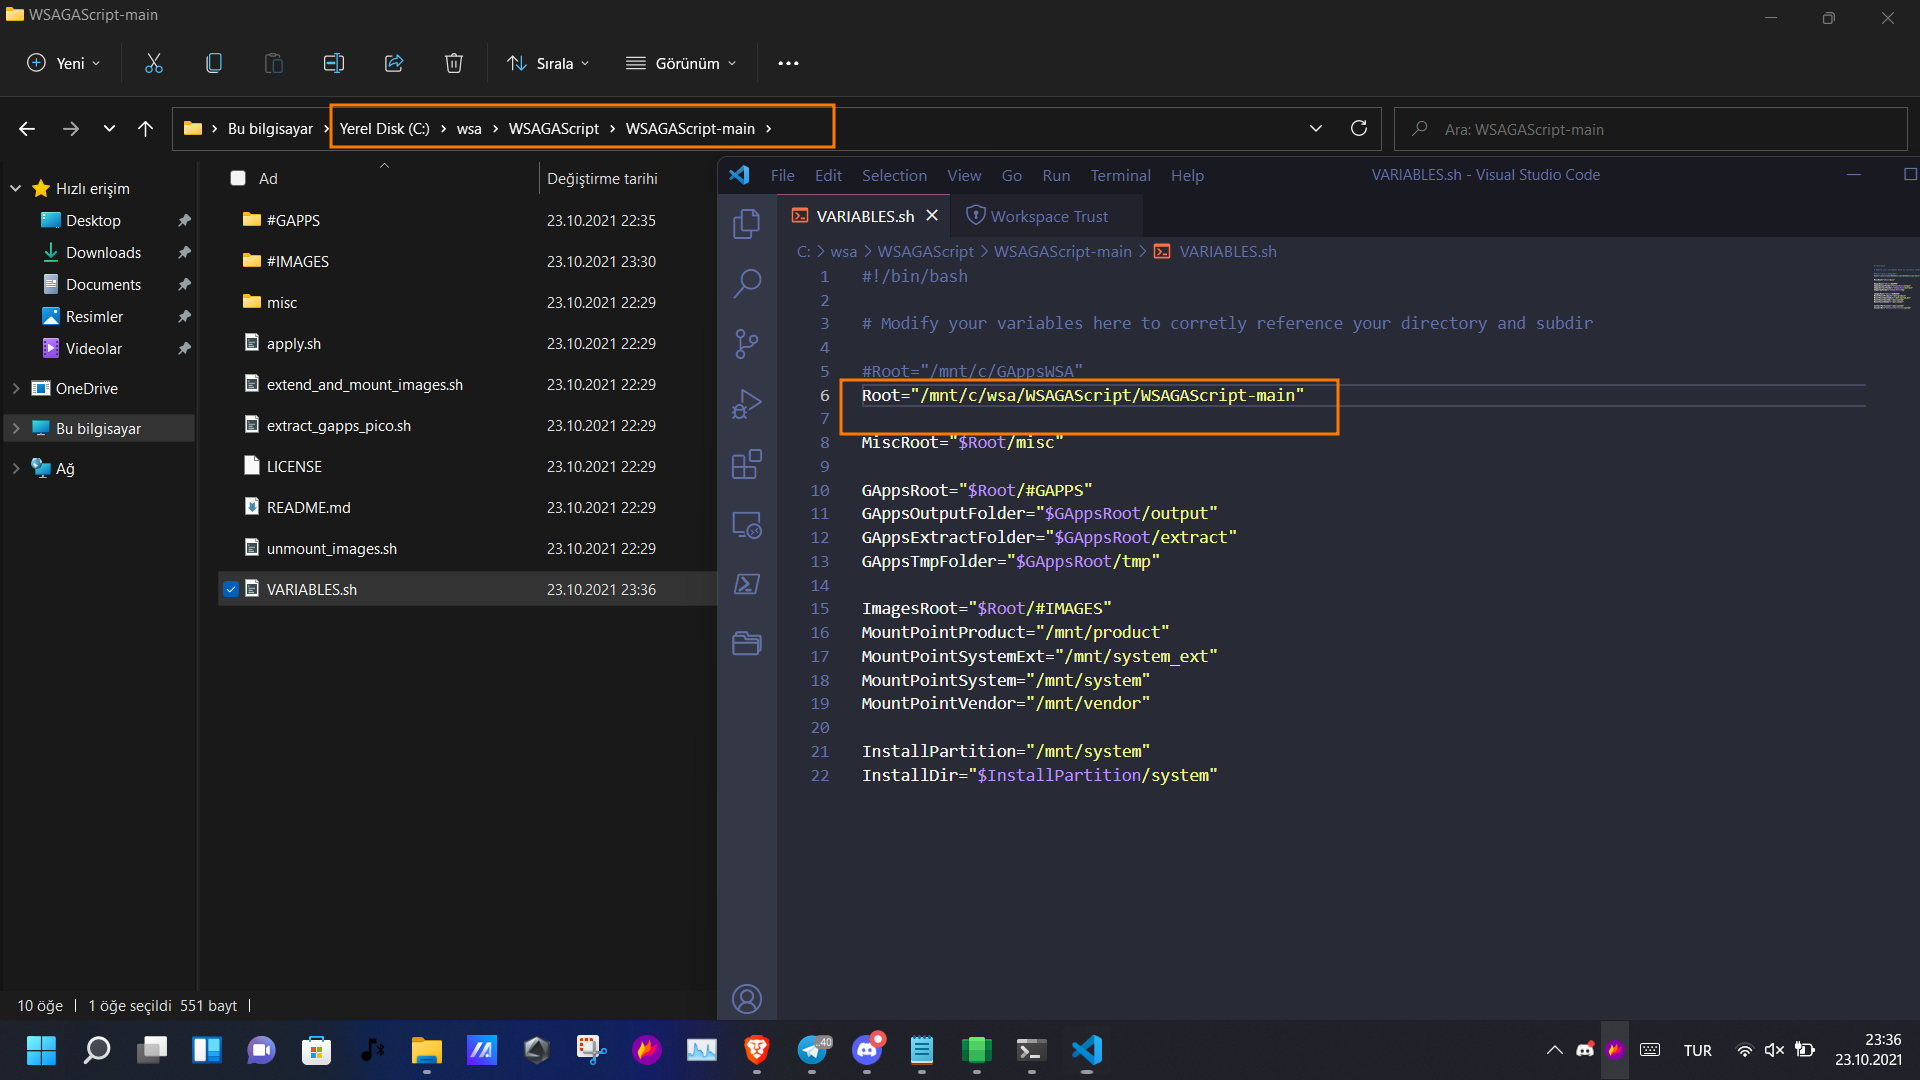 WSAGAScript-main
Yeni
Sırala
Görünüm
Bu bilgisayar
Yerel Disk (C:)
wsa
WSAGAScript
WSAGAScript-main
Ara: WSAGAScript-main
Hızlı erişim
Desktop
Downloads
Documents
Resimler
Videolar
OneDrive
Bu bilgisayar
Ağ
Ad Değiştirme tarihi
#GAPPS 23.10.2021 22:35
#IMAGES 23.10.2021 23:30
misc 23.10.2021 22:29
apply.sh 23.10.2021 22:29
extend_and_mount_images.sh 23.10.2021 22:29
extract_gapps_pico.sh 23.10.2021 22:29
LICENSE 23.10.2021 22:29
README.md 23.10.2021 22:29
unmount_images.sh 23.10.2021 22:29
VARIABLES.sh 23.10.2021 23:36
10 öğe
1 öğe seçildi 551 bayt
File Edit Selection View Go Run Terminal Help
VARIABLES.sh - Visual Studio Code
VARIABLES.sh
Workspace Trust
C: > wsa > WSAGAScript > WSAGAScript-main > VARIABLES.sh
1 #!/bin/bash
2
3 # Modify your variables here to corretly reference your directory and subdir
4
5 #Root="/mnt/c/GAppsWSA"
6 Root="/mnt/c/wsa/WSAGAScript/WSAGAScript-main"
7
8 MiscRoot="$Root/misc"
9
10 GAppsRoot="$Root/#GAPPS"
11 GAppsOutputFolder="$GAppsRoot/output"
12 GAppsExtractFolder="$GAppsRoot/extract"
13 GAppsTmpFolder="$GAppsRoot/tmp"
14
15 ImagesRoot="$Root/#IMAGES"
16 MountPointProduct="/mnt/product"
17 MountPointSystemExt="/mnt/system_ext"
18 MountPointSystem="/mnt/system"
19 MountPointVendor="/mnt/vendor"
20
21 InstallPartition="/mnt/system"
22 InstallDir="$InstallPartition/system"
.40
TUR
23:36
23.10.2021